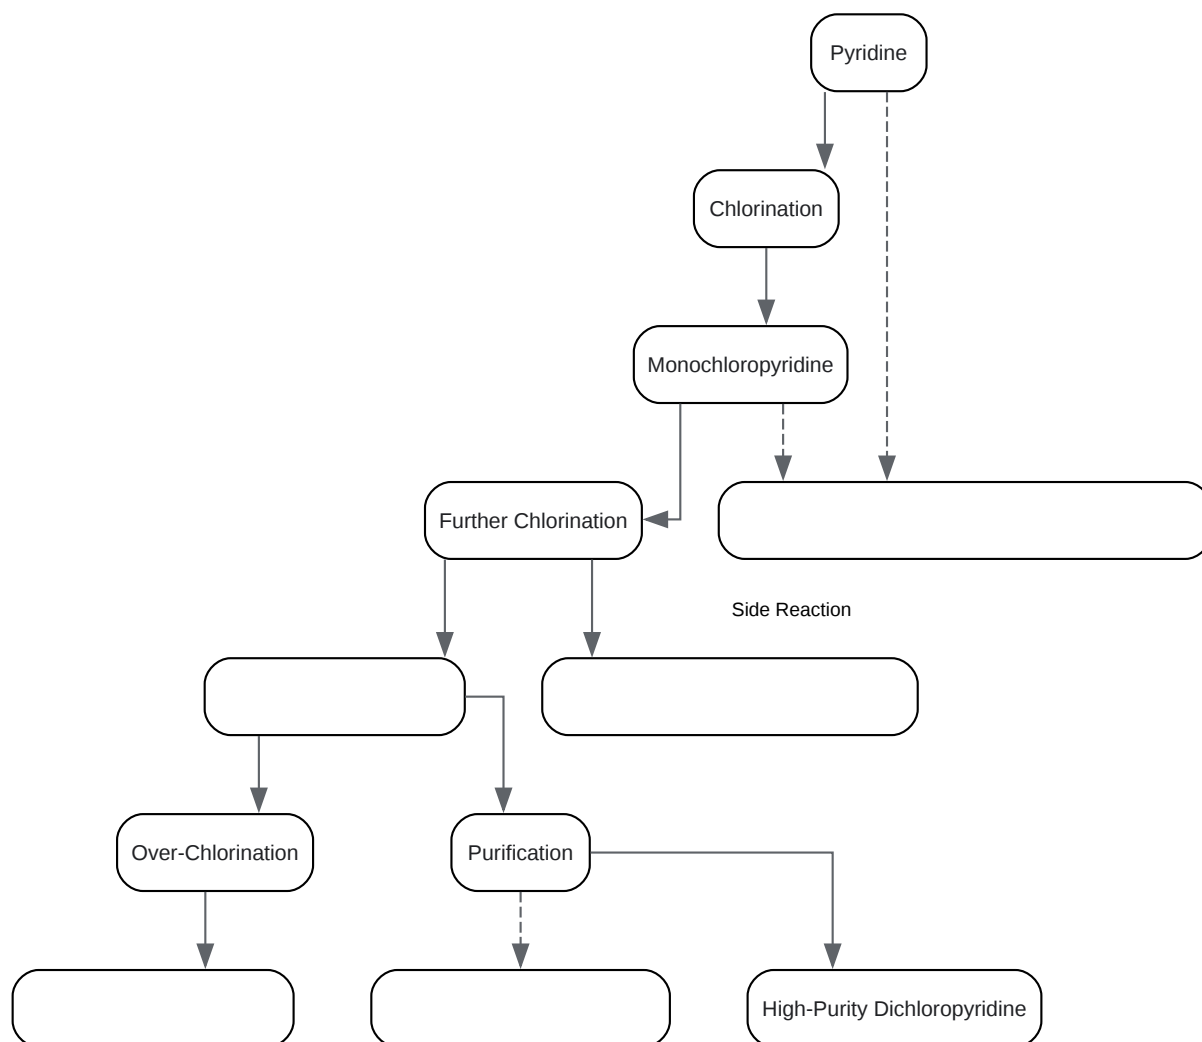 Pyridine
Chlorination
Monochloropyridine
Further Chlorination
Side Reaction
Over-Chlorination
Purification
High-Purity Dichloropyridine